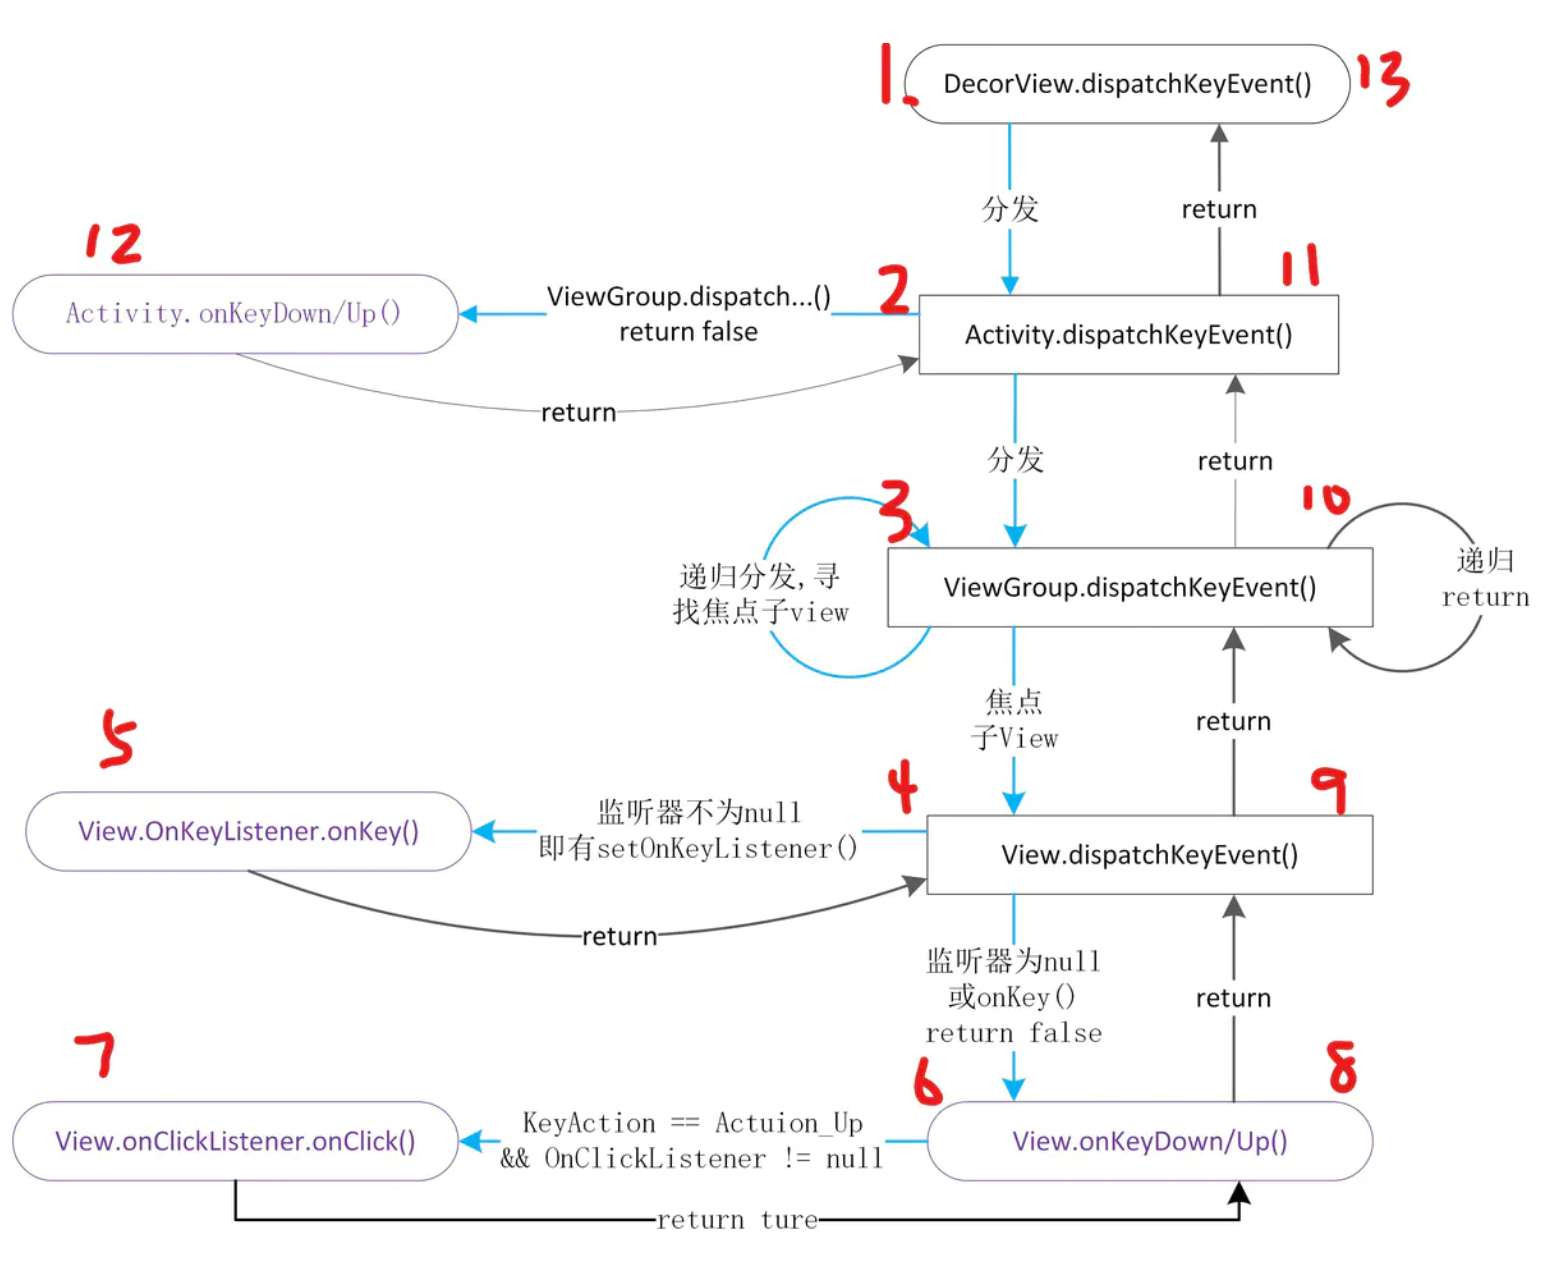 1.
DecorView.dispatchKeyEvent()
13
分发
return
12
Activity.onKeyDown/Up()
ViewGroup.dispatch...()
return false
2
11
Activity.dispatchKeyEvent()
return
分发
return
3
10
递归分发,寻
找焦点子view
ViewGroup.dispatchKeyEvent()
递归
return
焦点
子View
return
5
View.OnKeyListener.onKey()
监听器不为null
即有setOnKeyListener()
4
9
View.dispatchKeyEvent()
return
监听器为null
或onKey()
return false
return
7
View.onClickListener.onClick()
KeyAction == Actuion_Up
&& OnClickListener != null
6
8
View.onKeyDown/Up()
return ture